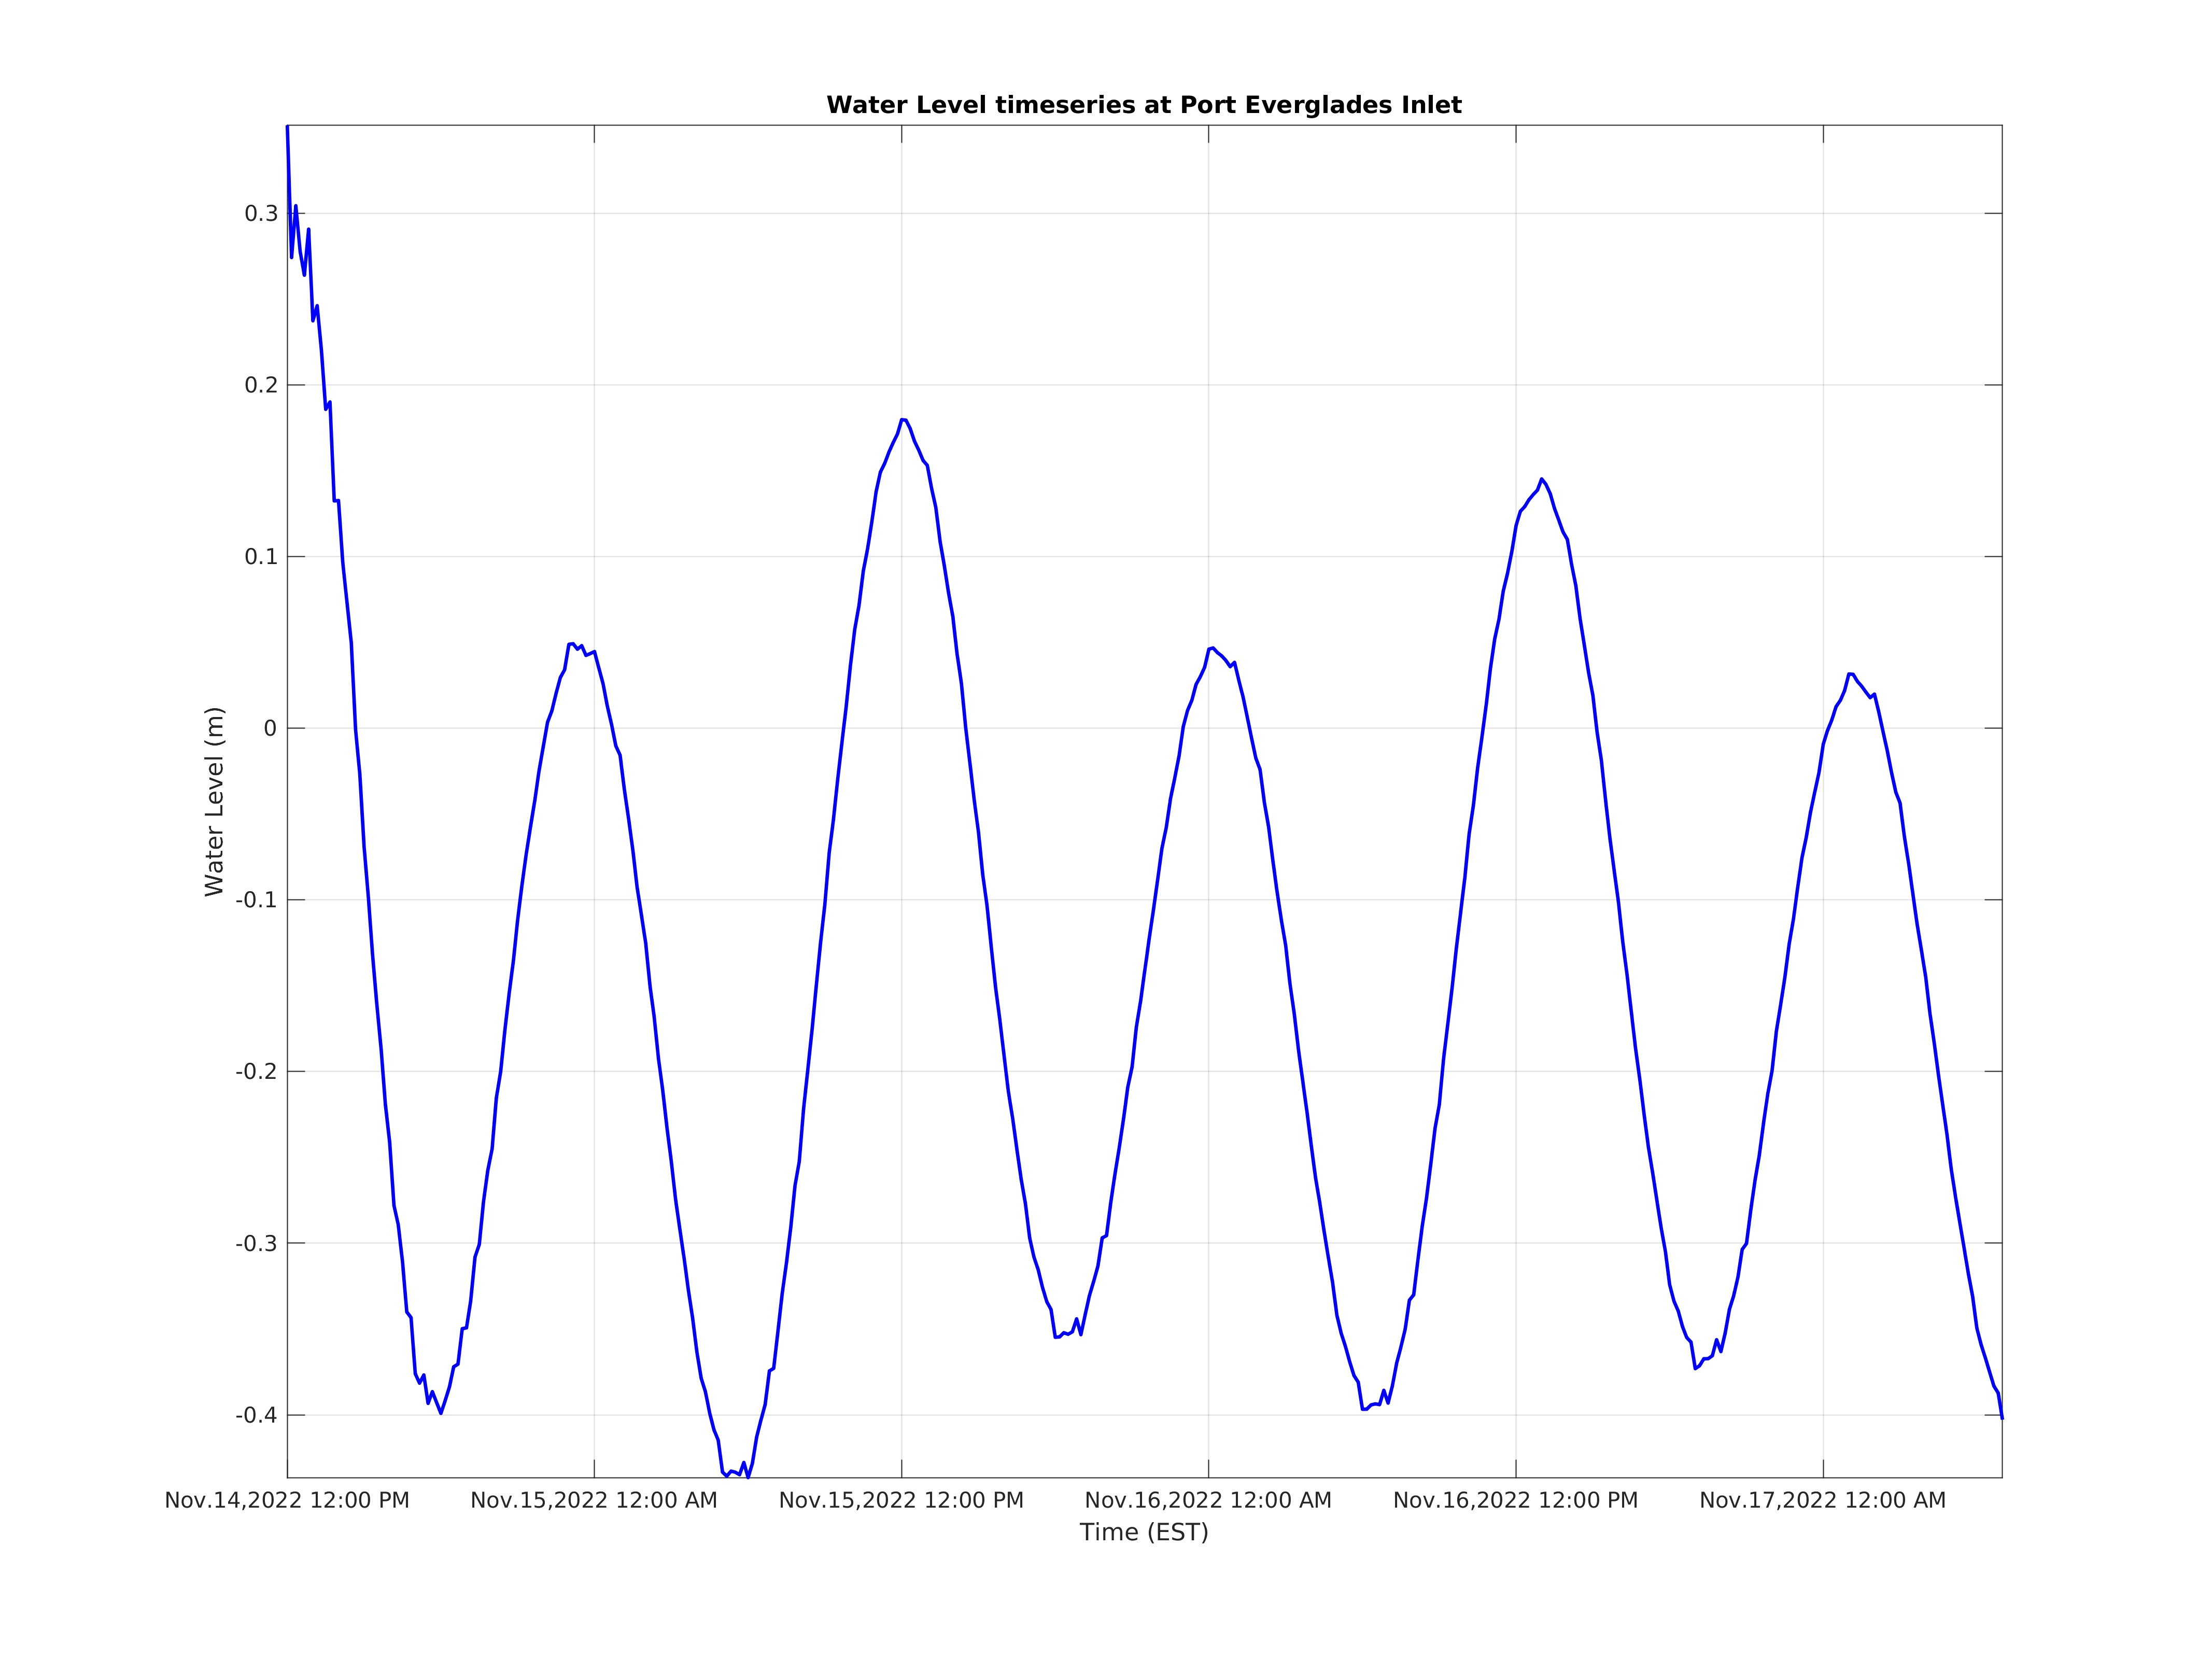 Water Level timeseries at Port Everglades Inlet
0.3
0.2
0.1
0
-0.1
-0.2
-0.3
-0.4
Water Level (m)
Nov.14,2022 12:00 PM
Nov.15,2022 12:00 AM
Nov.15,2022 12:00 PM
Nov.16,2022 12:00 AM
Nov.16,2022 12:00 PM
Nov.17,2022 12:00 AM
Time (EST)